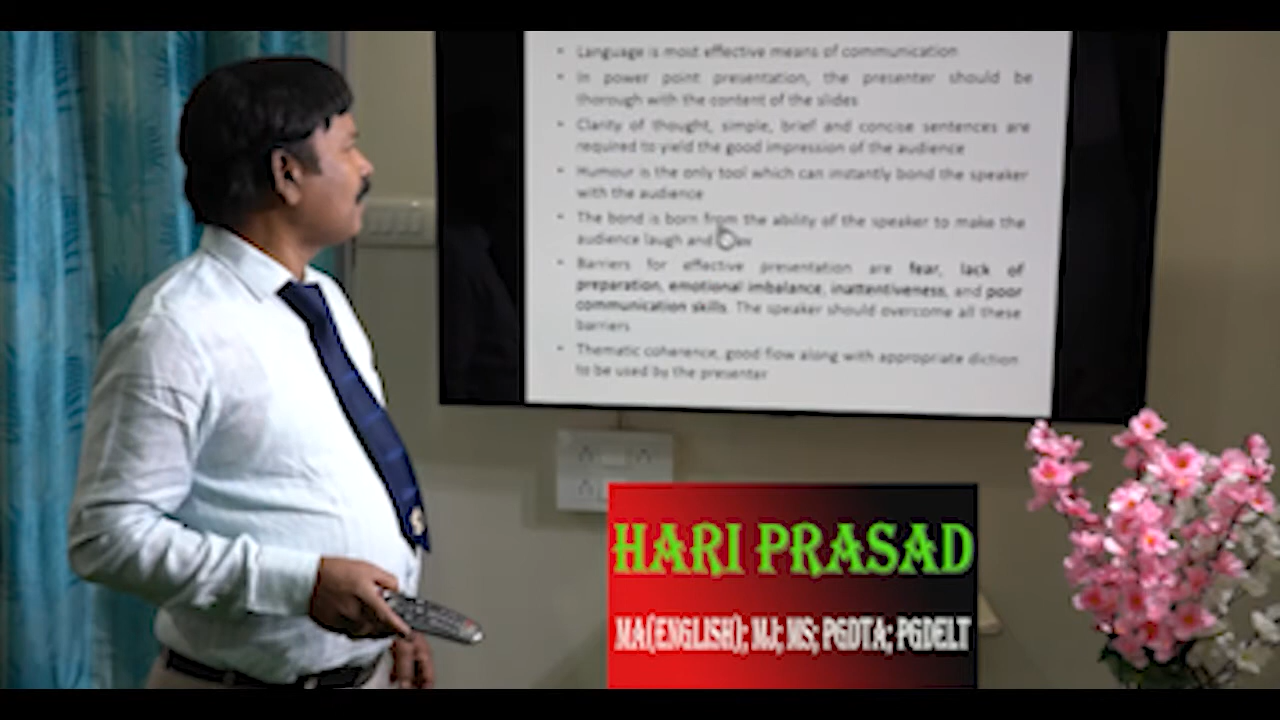 • Language is most effective means of communication
• In power point presentation, the presenter should be
thorough with the content of the slides
• Clarity of thought, simple, brief and concise sentences are
required to yield the good impression of the audience
• Humour is the only tool which can instantly bond the speaker
with the audience
• The bond is born from the ability of the speaker to make the
audience laugh and
• Barriers for effective presentation are fear, lack of
preparation, emotional imbalance, inattentiveness, and poor
communication skills. The speaker should overcome all these
barriers
• Thematic coherence, good flow along with appropriate diction
to be used by the presenter
HARI PRASAD
MA(ENGLISH); MJ; MS; PGDTA; PGDELT